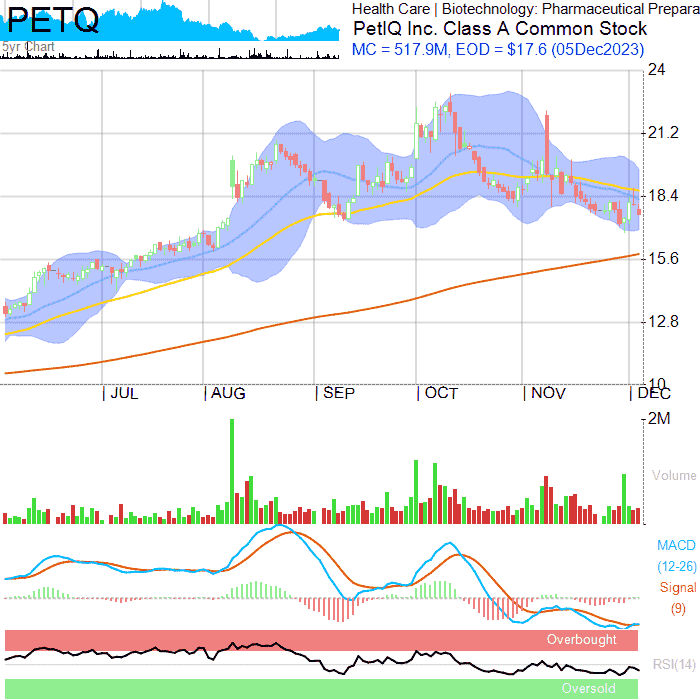 PETQ
Health Care | Biotechnology: Pharmaceutical Prepara
PetIQ Inc. Class A Common Stock
MC = 517.9M, EOD = $17.6 (05Dec2023)
5yr Chart
24
21.2
18.4
15.6
12.8
10
JUL AUG SEP OCT NOV DEC
2M
Volume
MACD
(12-26)
Signal
(9)
Overbought
RSI(14)
Oversold